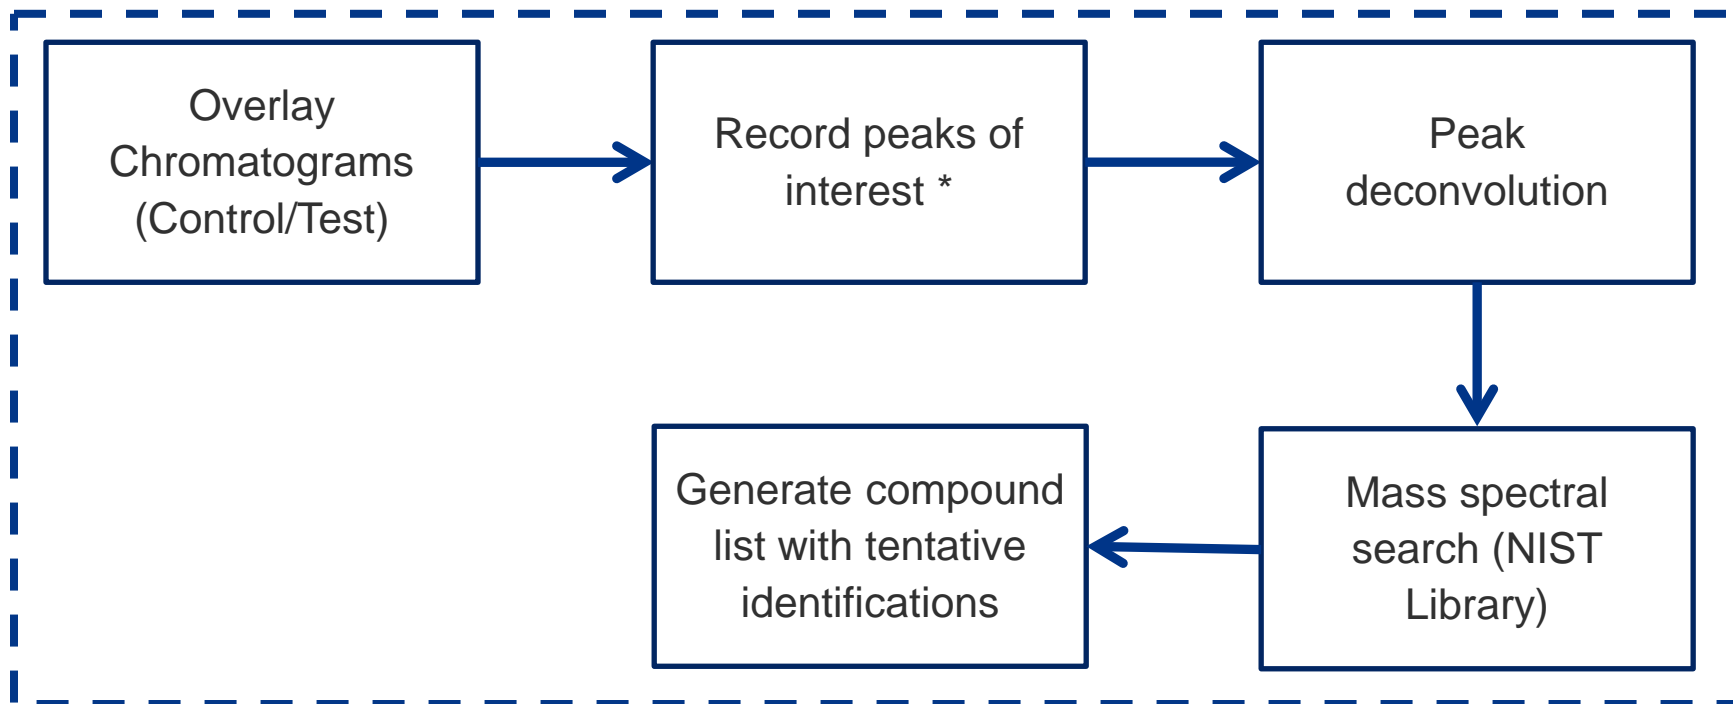 Overlay
Chromatograms
(Control/Test)
Record peaks of
interest *
Peak
deconvolution
Mass spectral
search (NIST
Library)
Generate compound
list with tentative
identifications